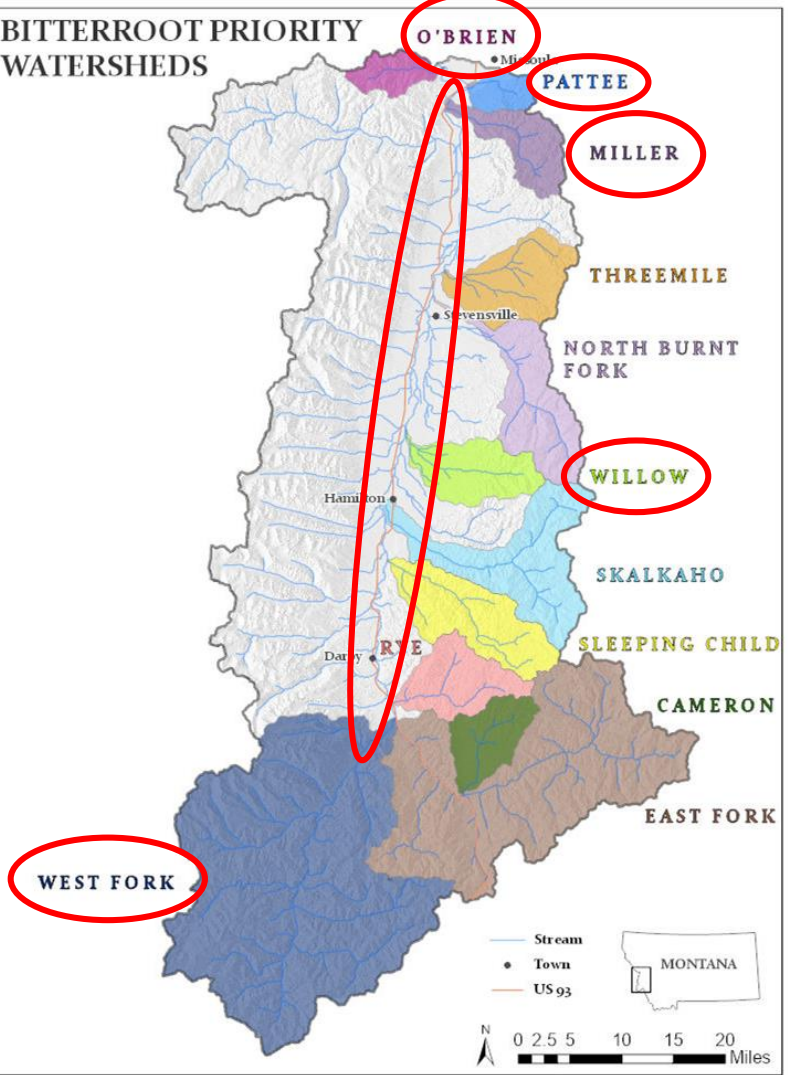 BITTERROOT PRIORITY
WATERSHEDS
O'BRIEN
Missoul
PATTEE
MILLER
THREEMILE
Stevensville
NORTH BURNT
FORK
WILLOW
Hamilton
SKALKAHO
SLEEPING CHILD
RYE
Darby
CAMERON
EAST FORK
WEST FORK
Stream
Town
US 93
MONTANA
N
0 2.5 5 10 15 20
Miles